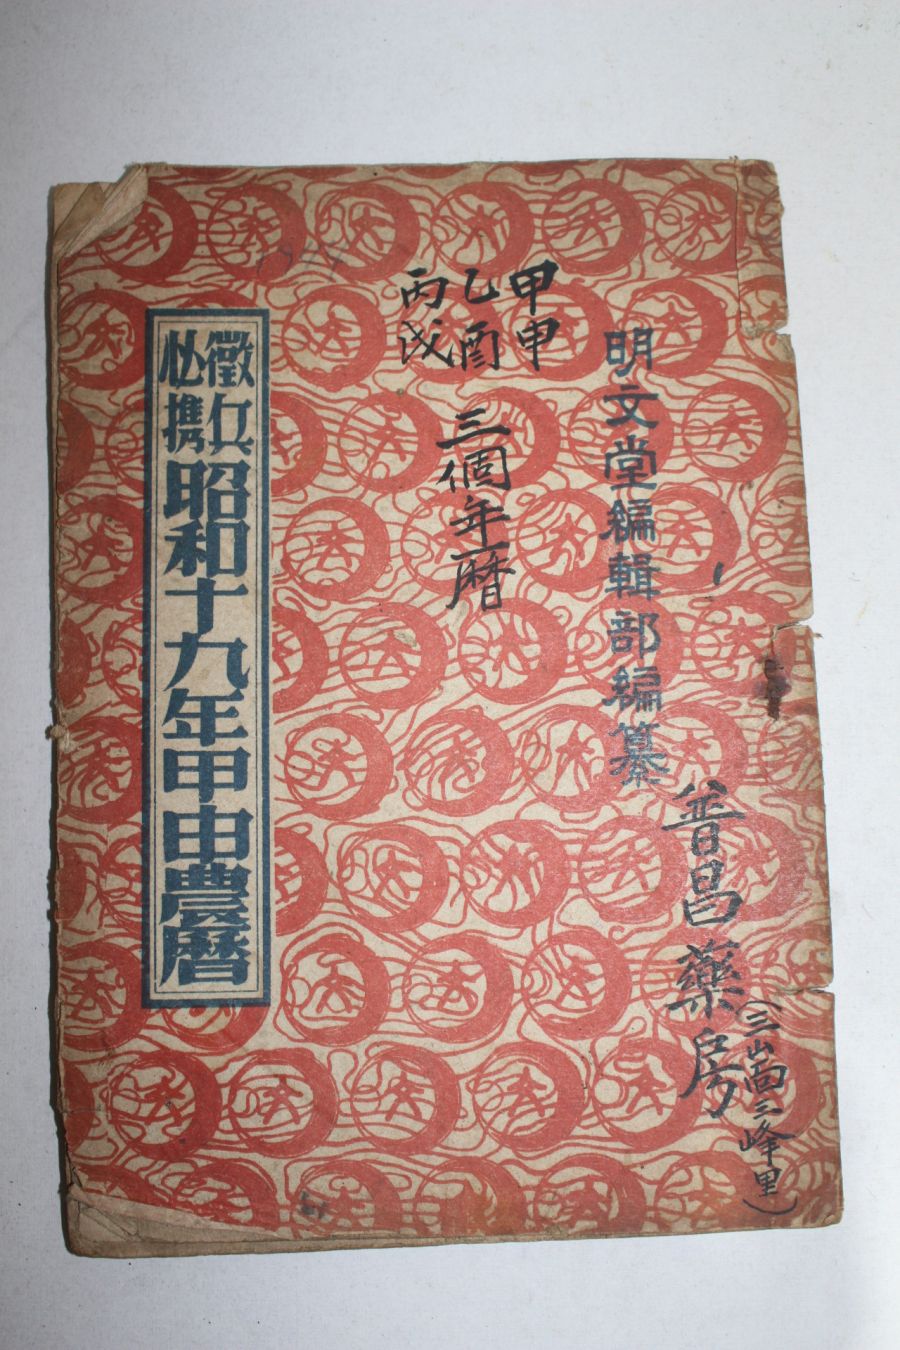 明文堂編輯部編纂
甲申
乙酉
丙戌
三個年曆
普昌藥房
(三嵩三峰里)
徵兵
必携
昭和十九年甲申農曆